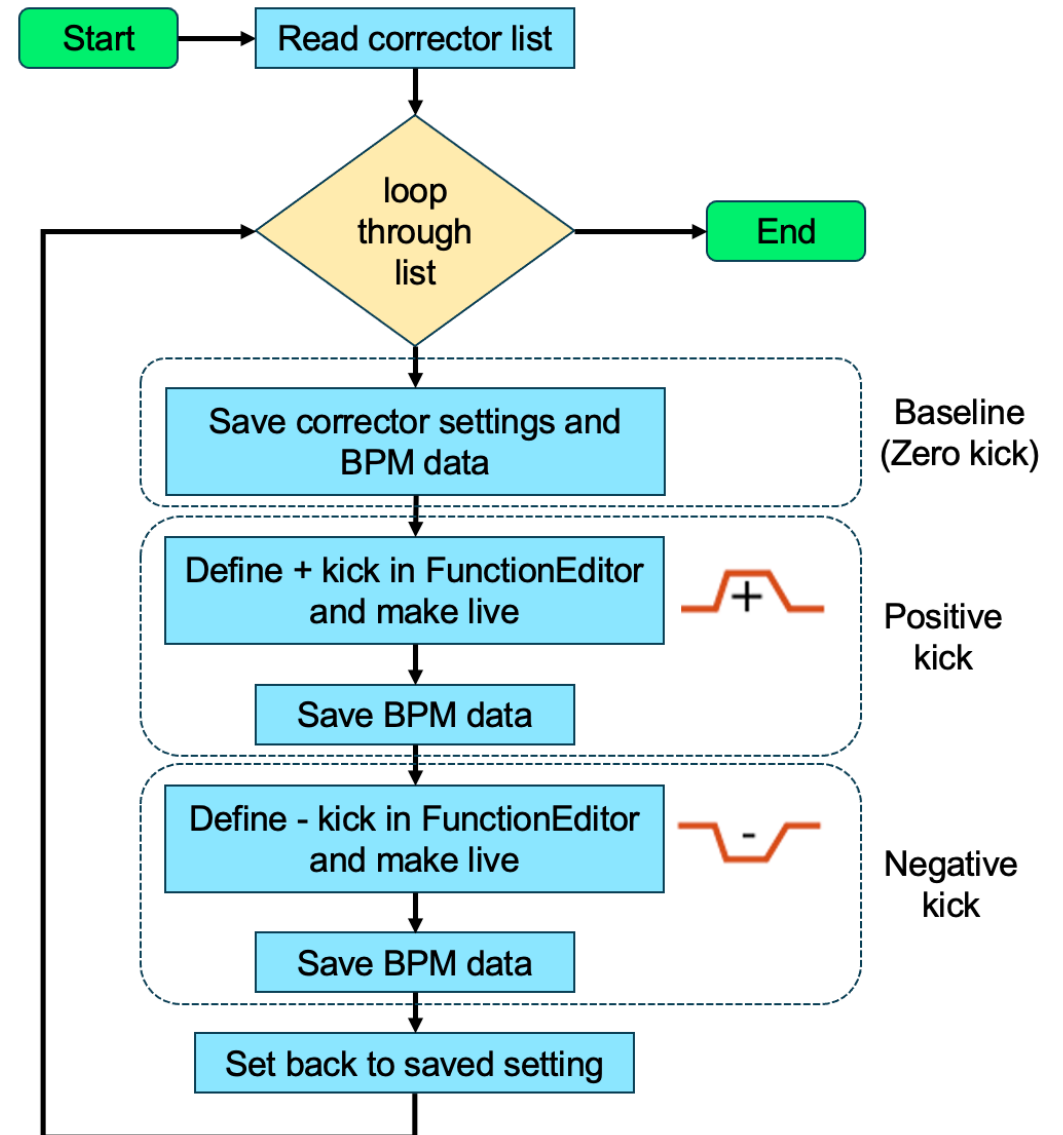 Start
Read corrector list
loop
through
list
End
Save corrector settings and
BPM data
Baseline
(Zero kick)
Define + kick in FunctionEditor
and make live
+
Positive
kick
Save BPM data
Define - kick in FunctionEditor
and make live
-
Negative
kick
Save BPM data
Set back to saved setting